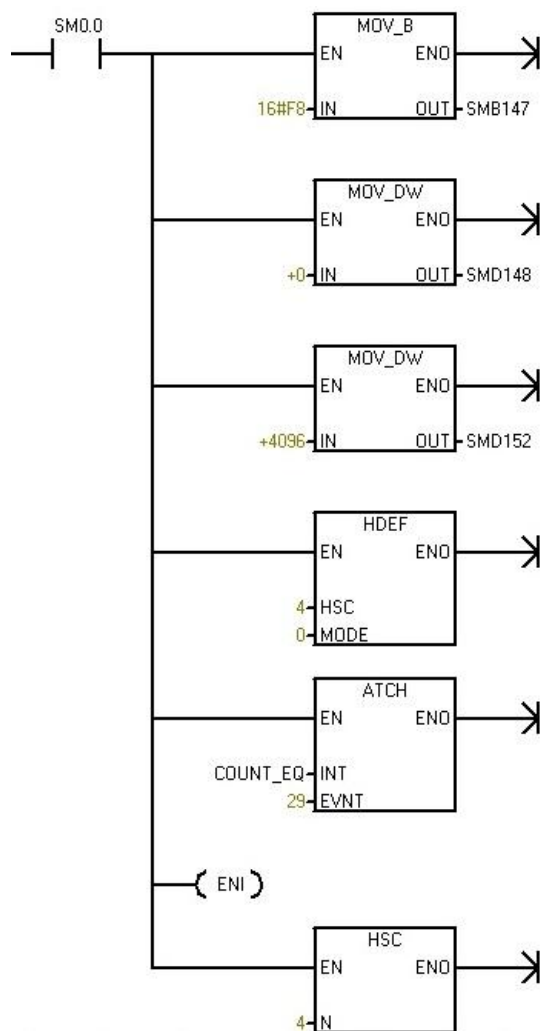 SM0.0
MOV_B
EN ENO
16#F8 IN OUT SMB147
MOV_DW
EN ENO
+0 IN OUT SMD148
MOV_DW
EN ENO
+4096 IN OUT SMD152
HDEF
EN ENO
4 HSC
0 MODE
ATCH
EN ENO
COUNT_EQ INT
29 EVNT
ENI
HSC
EN ENO
4 N